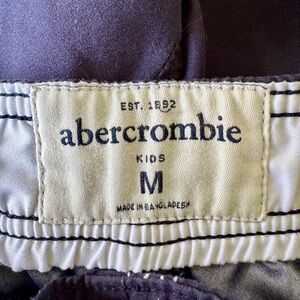 EST. 1892
abercrombie
KIDS
M
MADE IN BANGLADESH